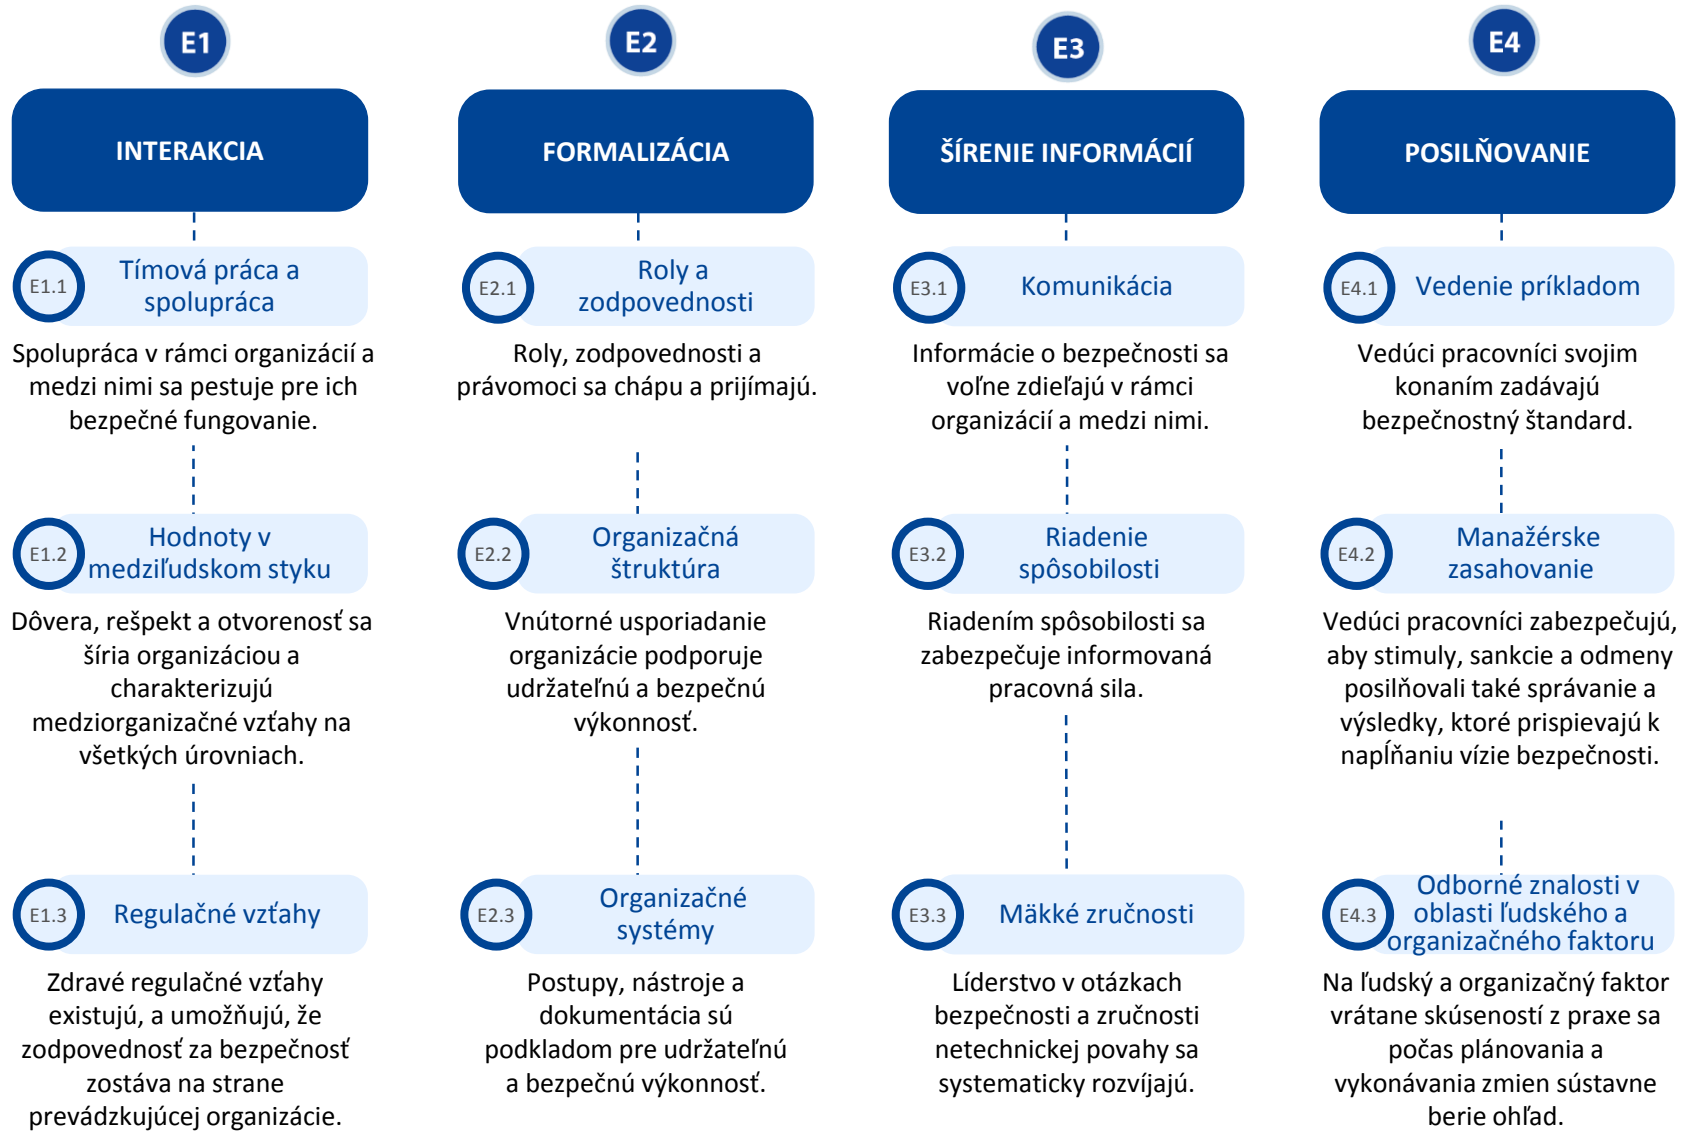 E1
INTERAKCIA
E1.1
Tímová práca a
spolupráca
Spolupráca v rámci organizácií a
medzi nimi sa pestuje pre ich
bezpečné fungovanie.
E1.2
Hodnoty v
medziľudskom styku
Dôvera, rešpekt a otvorenosť sa
šíria organizáciou a
charakterizujú
medziorganizačné vzťahy na
všetkých úrovniach.
E1.3
Regulačné vzťahy
Zdravé regulačné vzťahy
existujú, a umožňujú, že
zodpovednosť za bezpečnosť
zostáva na strane
prevádzkujúcej organizácie.
E2
FORMALIZÁCIA
E2.1
Roly a
zodpovednosti
Roly, zodpovednosti a
právomoci sa chápu a prijímajú.
E2.2
Organizačná
štruktúra
Vnútorné usporiadanie
organizácie podporuje
udržateľnú a bezpečnú
výkonnosť.
E2.3
Organizačné
systémy
Postupy, nástroje a
dokumentácia sú
podkladom pre udržateľnú
a bezpečnú výkonnosť.
E3
ŠÍRENIE INFORMÁCIÍ
E3.1
Komunikácia
Informácie o bezpečnosti sa
voľne zdieľajú v rámci
organizácií a medzi nimi.
E3.2
Riadenie
spôsobilosti
Riadením spôsobilosti sa
zabezpečuje informovaná
pracovná sila.
E3.3
Mäkké zručnosti
Líderstvo v otázkach
bezpečnosti a zručnosti
netechnickej povahy sa
systematicky rozvíjajú.
E4
POSILŇOVANIE
E4.1
Vedenie príkladom
Vedúci pracovníci svojim
konaním zadávajú
bezpečnostný štandard.
E4.2
Manažérske
zasahovanie
Vedúci pracovníci zabezpečujú,
aby stimuly, sankcie a odmeny
posilňovali také správanie a
výsledky, ktoré prispievajú k
napĺňaniu vízie bezpečnosti.
E4.3
Odborné znalosti v
oblasti ľudského a
organizačného faktoru
Na ľudský a organizačný faktor
vrátane skúseností z praxe sa
počas plánovania a
vykonávania zmien sústavne
berie ohľad.